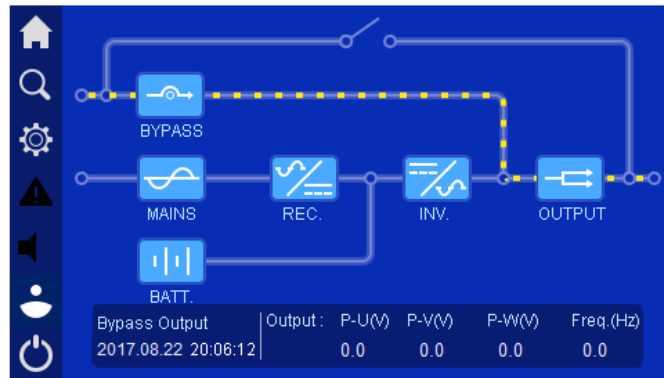 BYPASS
MAINS
REC.
INV.
OUTPUT
BATT.
Bypass Output
2017.08.22 20:06:12
Output : P-U(V) P-V(V) P-W(V) Freq.(Hz)
0.0 0.0 0.0 0.0